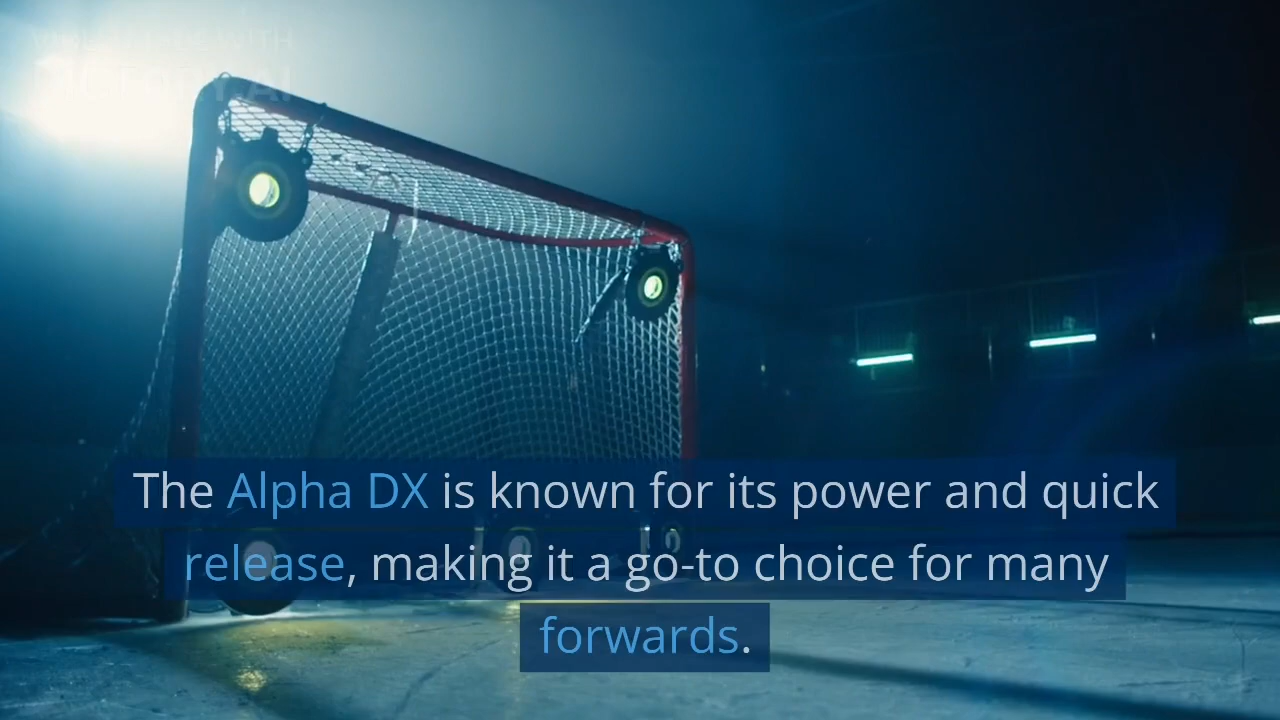 The Alpha DX is known for its power and quick
release, making it a go-to choice for many
forwards.